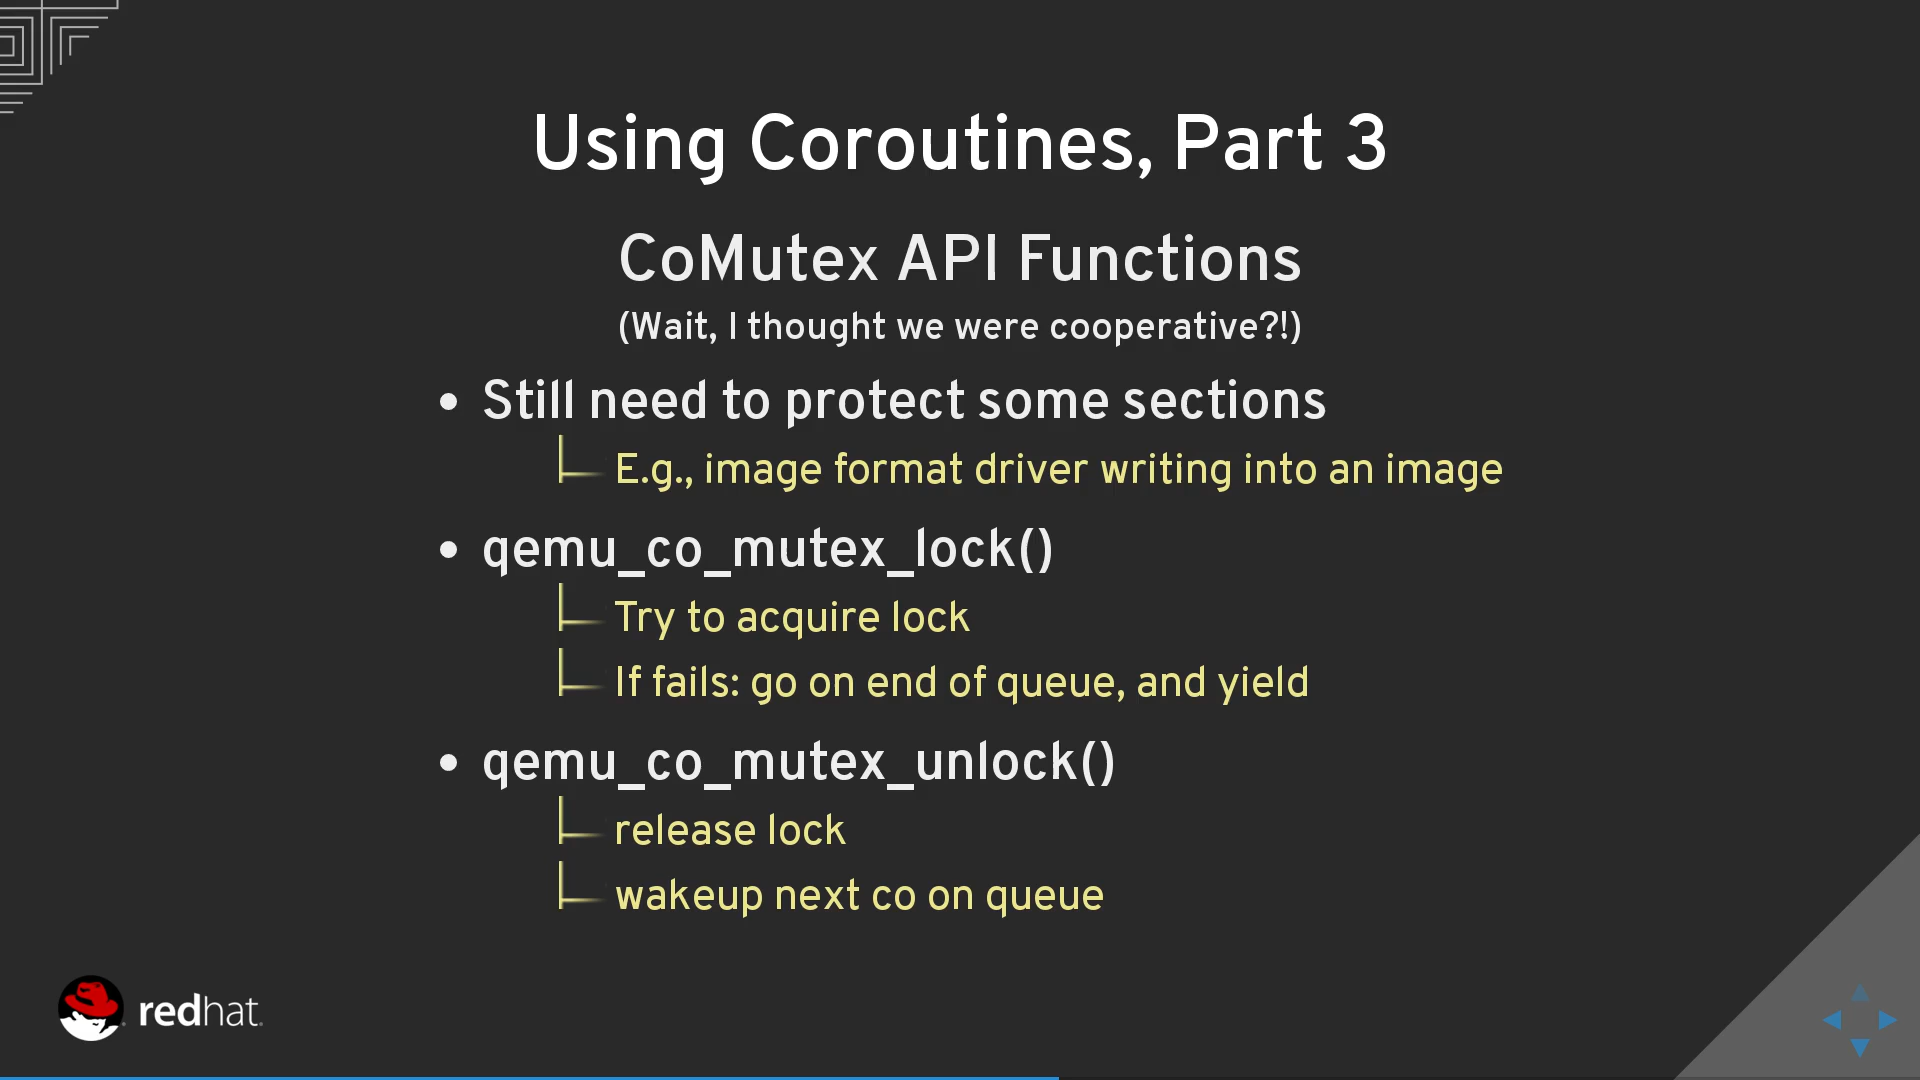 Using Coroutines, Part 3
CoMutex API Functions
(Wait, I thought we were cooperative?!)
• Still need to protect some sections
E.g., image format driver writing into an image
• qemu_co_mutex_lock()
Try to acquire lock
If fails: go on end of queue, and yield
• qemu_co_mutex_unlock()
release lock
wakeup next co on queue
redhat.